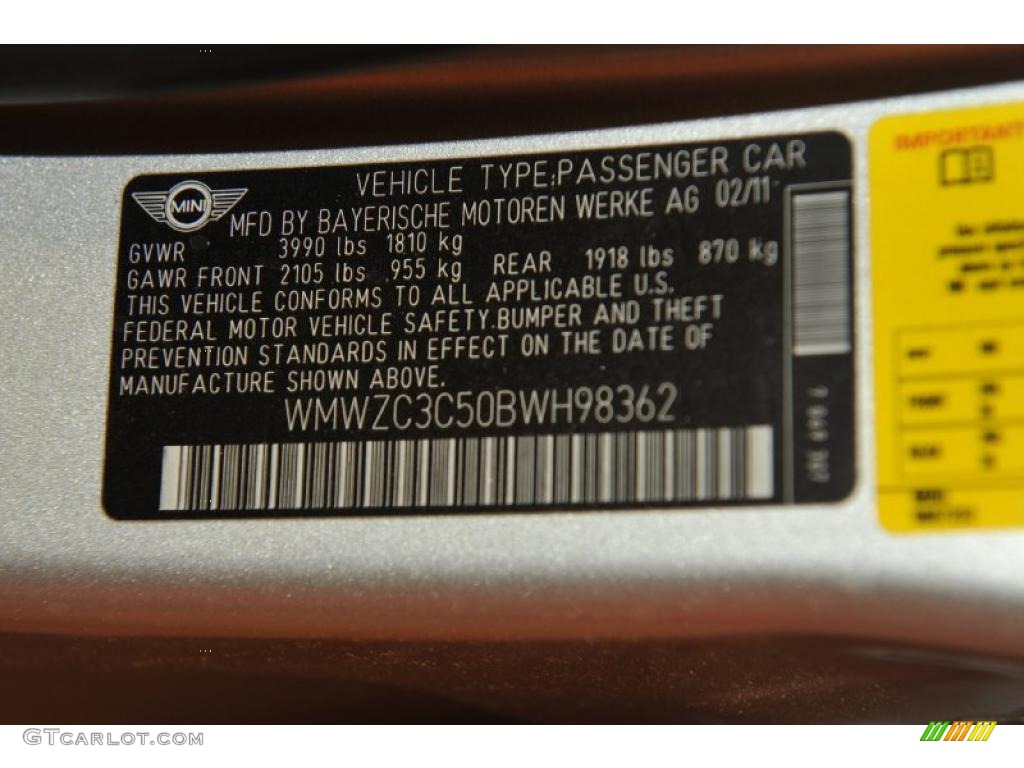 VEHICLE TYPE:PASSENGER CAR
MINI
MFD BY BAYERISCHE MOTOREN WERKE AG 02/11
GVWR 3990 lbs 1810 kg
GAWR FRONT 2105 lbs 955 kg REAR 1918 lbs 870 kg
THIS VEHICLE CONFORMS TO ALL APPLICABLE U.S.
FEDERAL MOTOR VEHICLE SAFETY.BUMPER AND THEFT
PREVENTION STANDARDS IN EFFECT ON THE DATE OF
MANUFACTURE SHOWN ABOVE.
WMWZC3C50BWH98362
IMPORTANT
GTCARLOT.COM